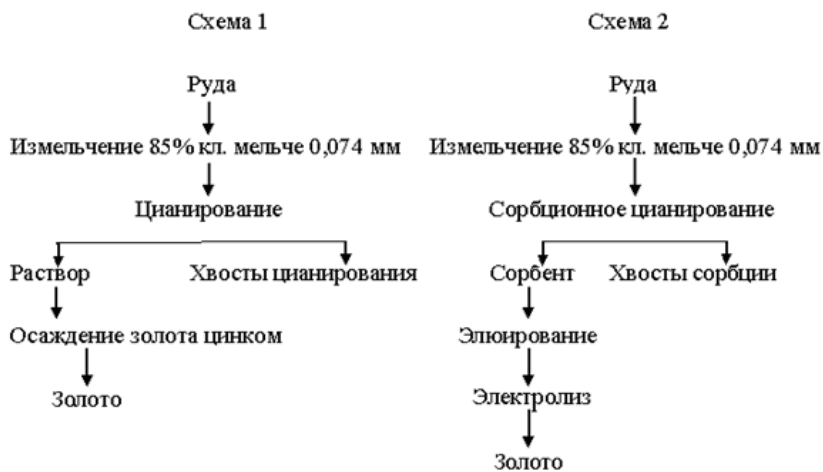 Схема 1
Руда
Измельчение 85% кл. мельче 0,074 мм
Цианирование
Раствор Хвосты цианирования
Осаждение золота цинком
Золото
Схема 2
Руда
Измельчение 85% кл. мельче 0,074 мм
Сорбционное цианирование
Сорбент Хвосты сорбции
Элюирование
Электролиз
Золото